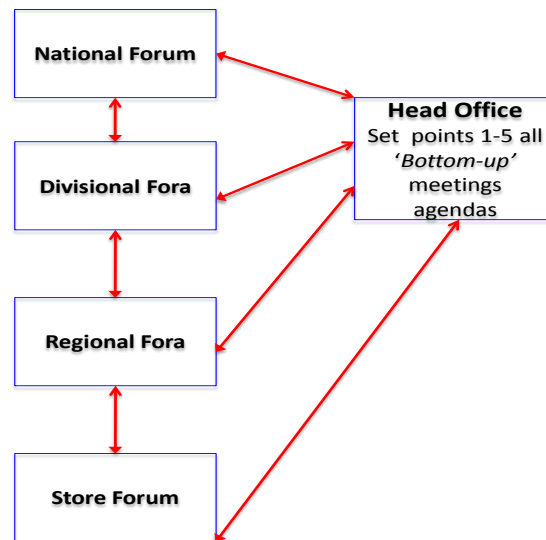 National Forum
Head Office
Set points 1-5 all
‘Bottom-up’
meetings
agendas
Divisional Fora
Regional Fora
Store Forum